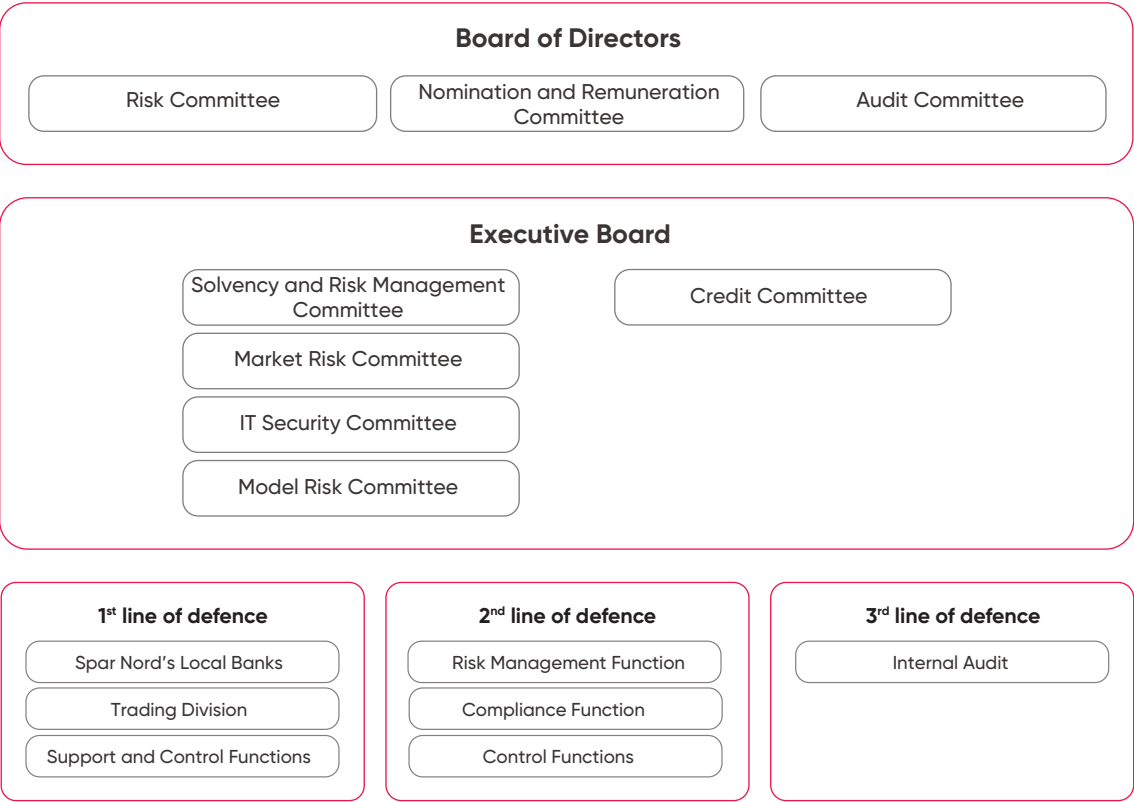 Board of Directors
Risk Committee
Nomination and Remuneration
Committee
Audit Committee
Executive Board
Solvency and Risk Management
Committee
Credit Committee
Market Risk Committee
IT Security Committee
Model Risk Committee
1st line of defence
Spar Nord's Local Banks
Trading Division
Support and Control Functions
2nd line of defence
Risk Management Function
Compliance Function
Control Functions
3rd line of defence
Internal Audit